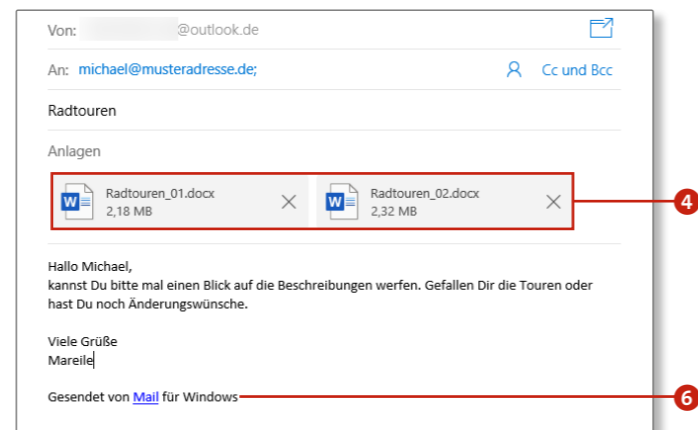 Von: @outlook.de
An: michael@musteradresse.de; Cc und Bcc
Radtouren
Anlagen
Radtouren_01.docx
2,18 MB
Radtouren_02.docx
2,32 MB
4
Hallo Michael,
kannst Du bitte mal einen Blick auf die Beschreibungen werfen. Gefallen Dir die Touren oder
hast Du noch Änderungswünsche.
Viele Grüße
Mareile
Gesendet von Mail für Windows
6